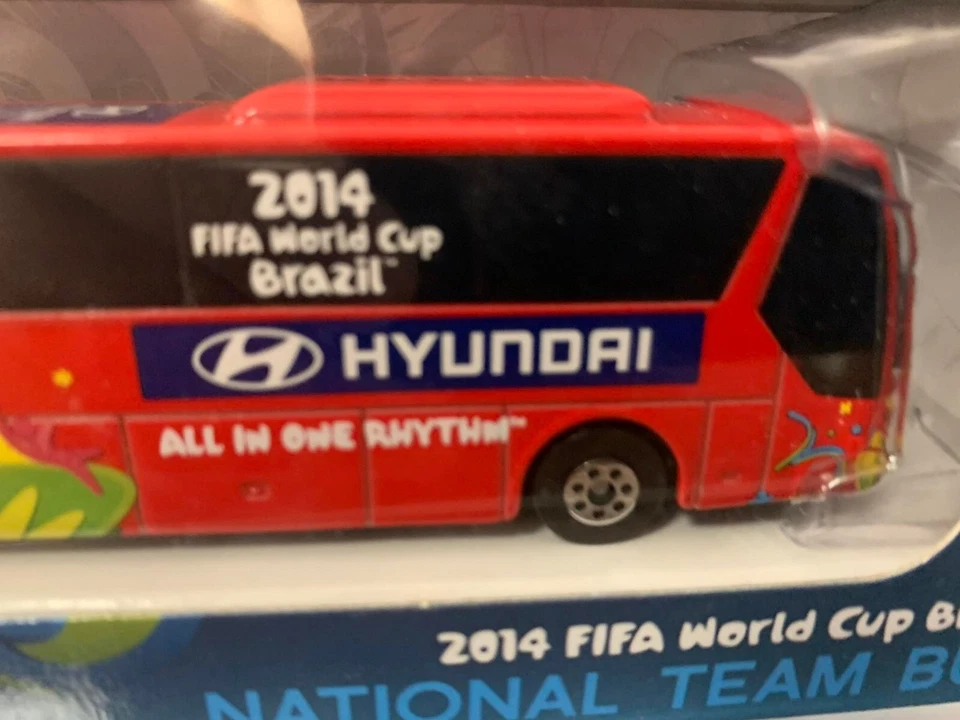 2014
FIFA World Cup
Brazil™
HYUNDAI
ALL IN ONE RHYTHM™
2014 FIFA World Cup
NATIONAL TEAM